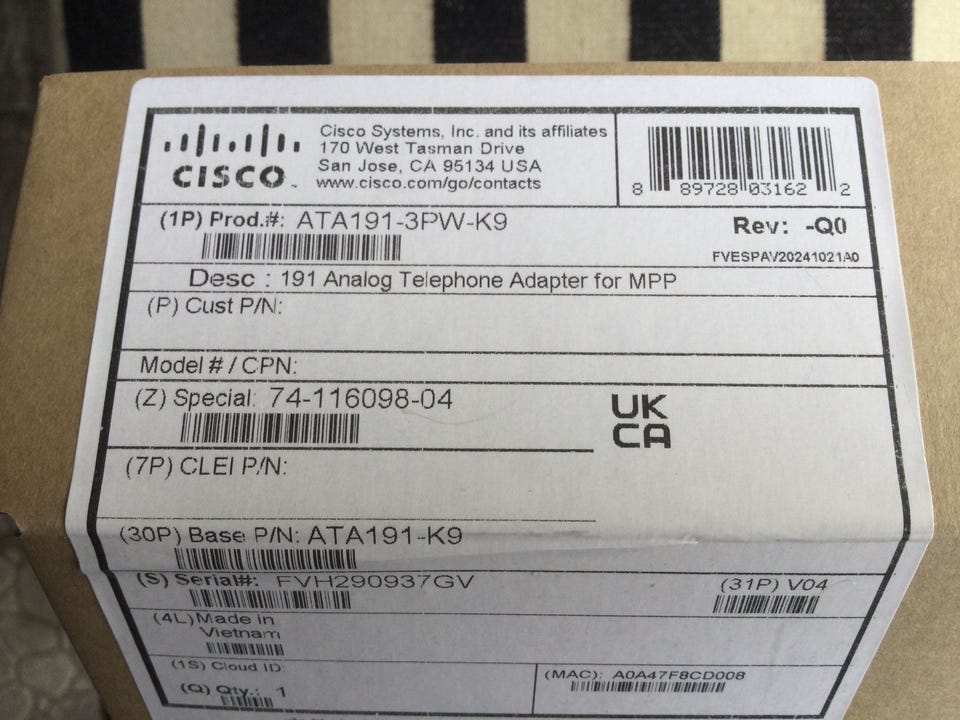 CISCO
Cisco Systems, Inc. and its affiliates
170 West Tasman Drive
San Jose, CA 95134 USA
www.cisco.com/go/contacts
8 89728 03162 2
(1P) Prod.#: ATA191-3PW-K9
Rev: -Q0
FVESPAV20241021A0
Desc : 191 Analog Telephone Adapter for MPP
(P) Cust P/N:
Model # / CPN:
(Z) Special: 74-116098-04
UK
CA
(7P) CLEI P/N:
(30P) Base P/N: ATA191-K9
(S) Serial#: FVH290937GV
(31P) V04
(4L) Made in
Vietnam
(1S) Cloud ID:
(Q) Qty.: 1
(MAC): A0A47F8CD008